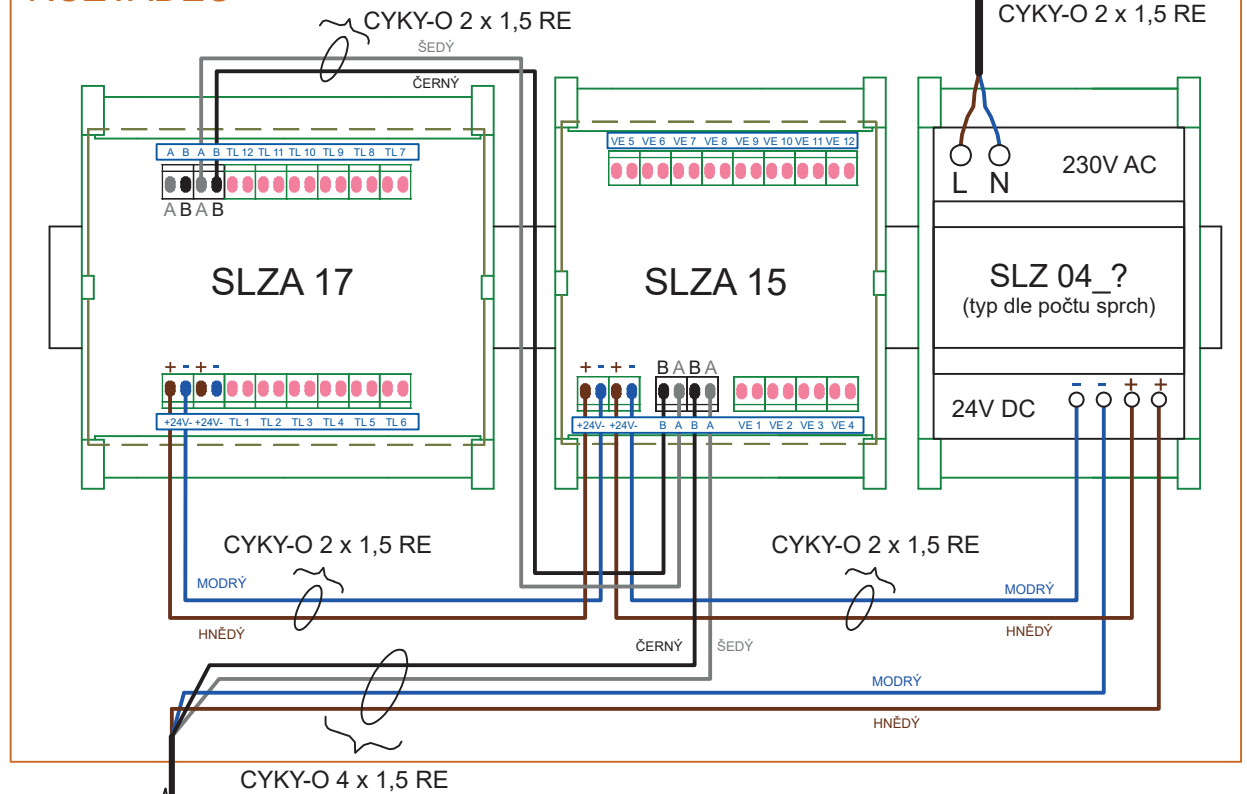 CYKY-O 2 x 1,5 RE
CYKY-O 2 x 1,5 RE
ŠEDÝ
ČERNÝ
A B A B TL 12 TL 11 TL 10 TL 9 TL 8 TL 7
A B A B
VE 5 VE 6 VE 7 VE 8 VE 9 VE 10 VE 11 VE 12
L N
230V AC
SLZA 17
SLZA 15
SLZ 04_?
(typ dle počtu sprch)
+ - + -
+24V- +24V- TL 1 TL 2 TL 3 TL 4 TL 5 TL 6
+ - + -
B A B A
+24V- +24V- B A B A VE 1 VE 2 VE 3 VE 4
24V DC
- - + +
CYKY-O 2 x 1,5 RE
CYKY-O 2 x 1,5 RE
MODRÝ
MODRÝ
HNĚDÝ
HNĚDÝ
ČERNÝ
ŠEDÝ
MODRÝ
HNĚDÝ
CYKY-O 4 x 1,5 RE